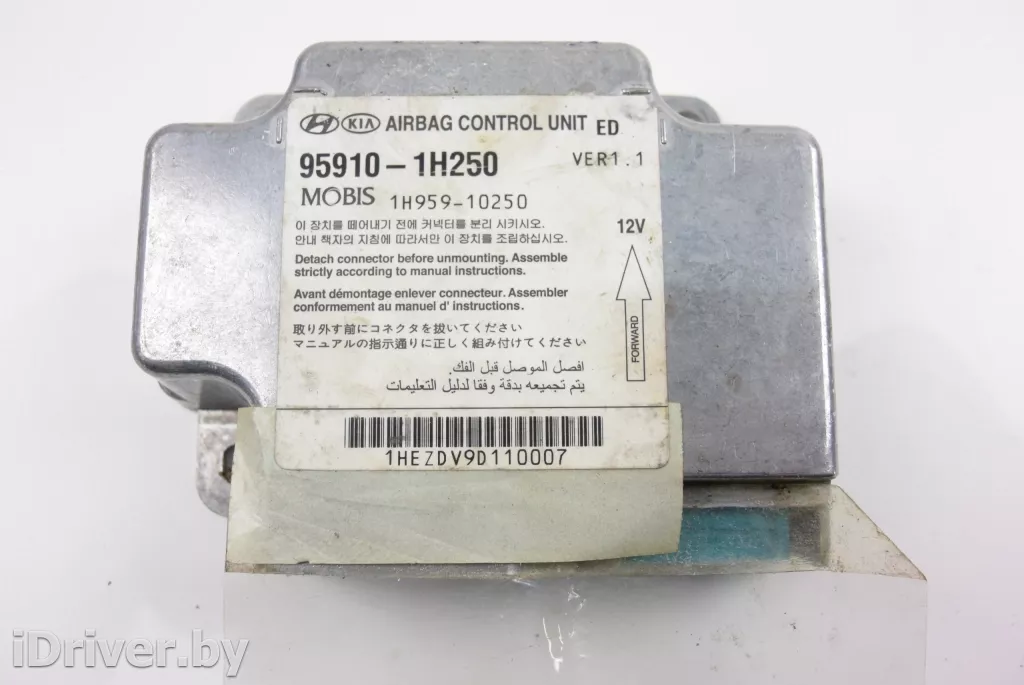 KIA AIRBAG CONTROL UNIT ED
95910-1H250 VER1.1
MOBIS 1H959-10250
이 장치를 떼어내기 전에 커넥터를 분리 시키시오.
안내 책자의 지침에 따라서만 이 장치를 조립하십시오.
12V
Detach connector before unmounting. Assemble
strictly according to manual instructions.
Avant démontage enlever connecteur. Assembler
conformement au manuel d' instructions.
FORWARD
取り外す前にコネクタを抜いてください
マニュアルの指示通りに正しく組み付けてください
افصل الموصل قبل الفك.
يتم تجميعه بدقة وفقا لدليل التعليمات
1HEZDV9D110007
iDriver.by